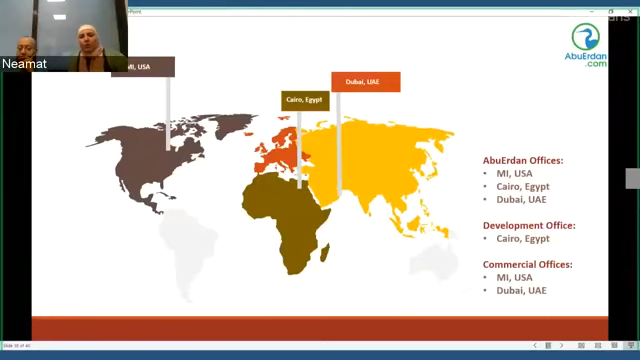 Point
Neamat
MI, USA
Cairo, Egypt
Dubai, UAE
AbuErdan
.com
AbuErdan Offices:
• MI, USA
• Cairo, Egypt
• Dubai, UAE
Development Office:
• Cairo, Egypt
Commercial Offices:
• MI, USA
• Dubai, UAE